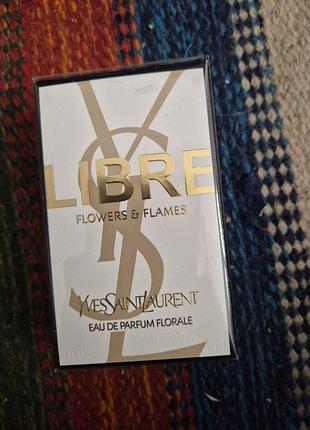 LIBRE
FLOWERS & FLAMES
YVESSAINTLAURENT
EAU DE PARFUM FLORALE